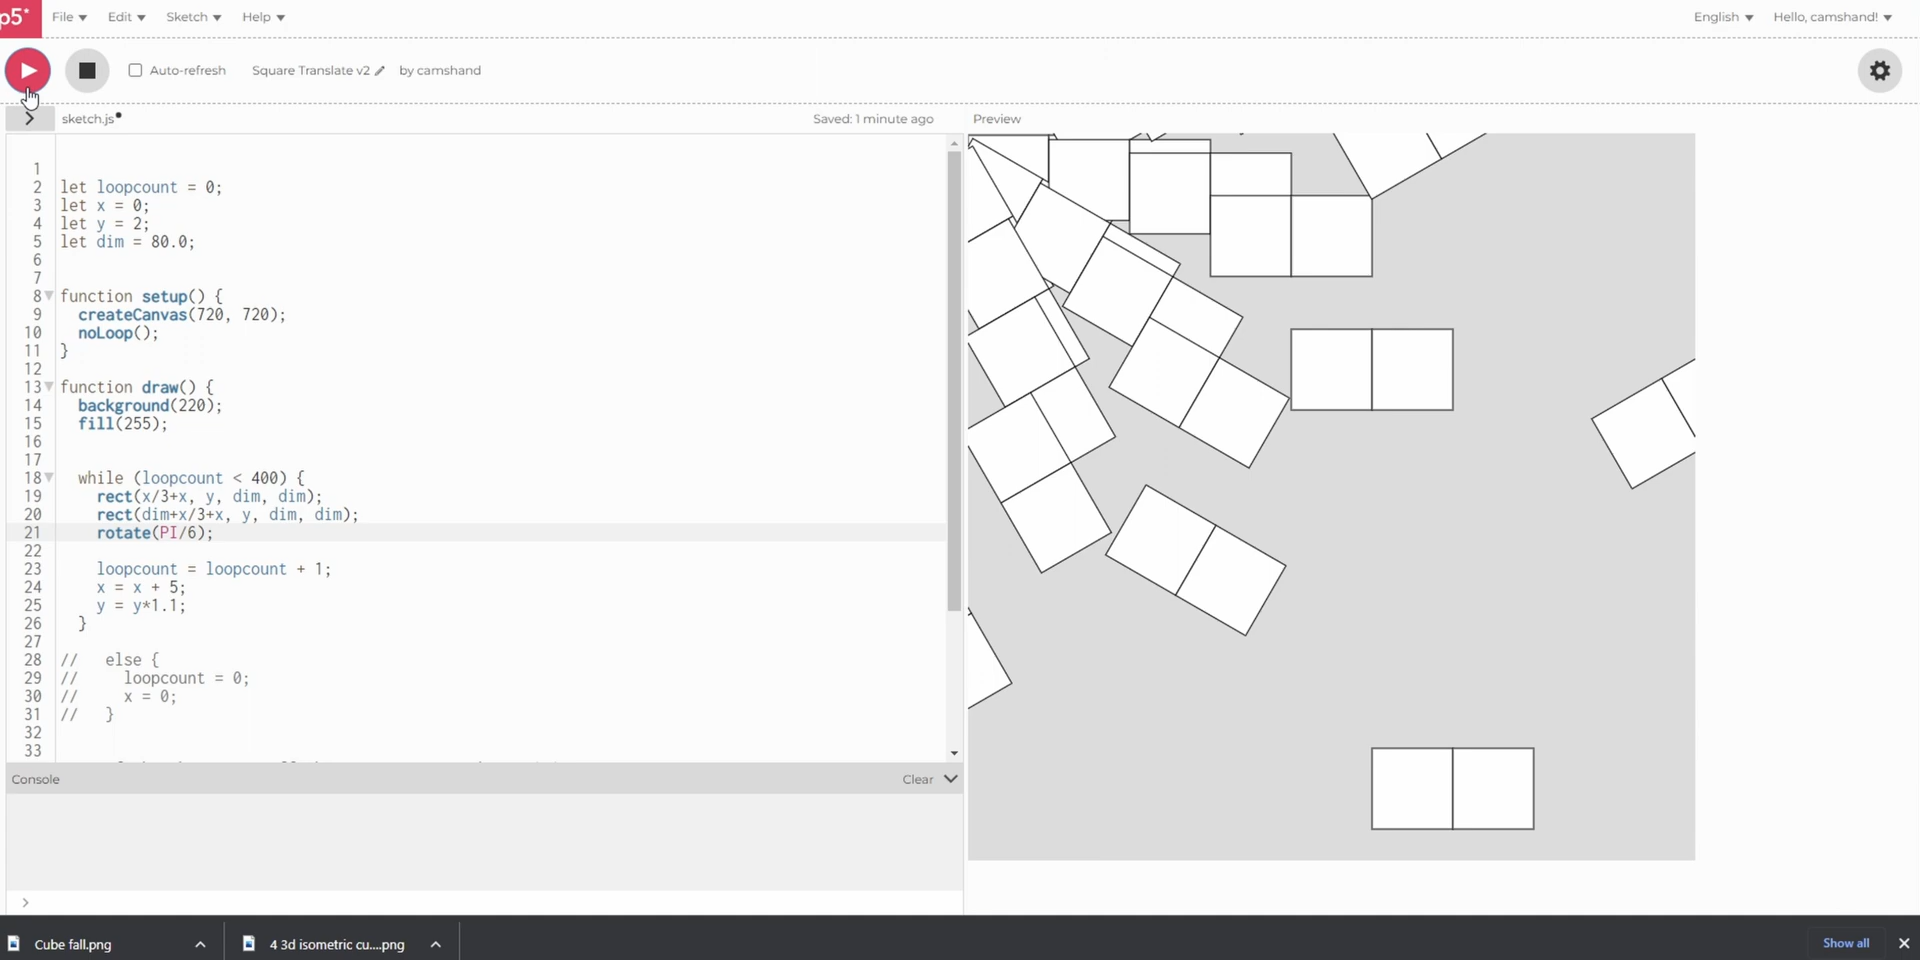 p5*
File Edit Sketch Help English Hello, camshand!
Auto-refresh Square Translate v2 by camshand
sketch.js Saved: 1 minute ago Preview
1
2 let loopcount = 0;
3 let x = 0;
4 let y = 2;
5 let dim = 80.0;
6
7
8 function setup() {
9 createCanvas(720, 720);
10 noLoop();
11 }
12
13 function draw() {
14 background(220);
15 fill(255);
16
17
18 while (loopcount < 400) {
19 rect(x/3+x, y, dim, dim);
20 rect(dim+x/3+x, y, dim, dim);
21 rotate(PI/6);
22
23 loopcount = loopcount + 1;
24 x = x + 5;
25 y = y*1.1;
26 }
27
28 // else {
29 // loopcount = 0;
30 // x = 0;
31 // }
32
33
Console Clear
>
Cube fall.png 4 3d isometric cu....png Show all